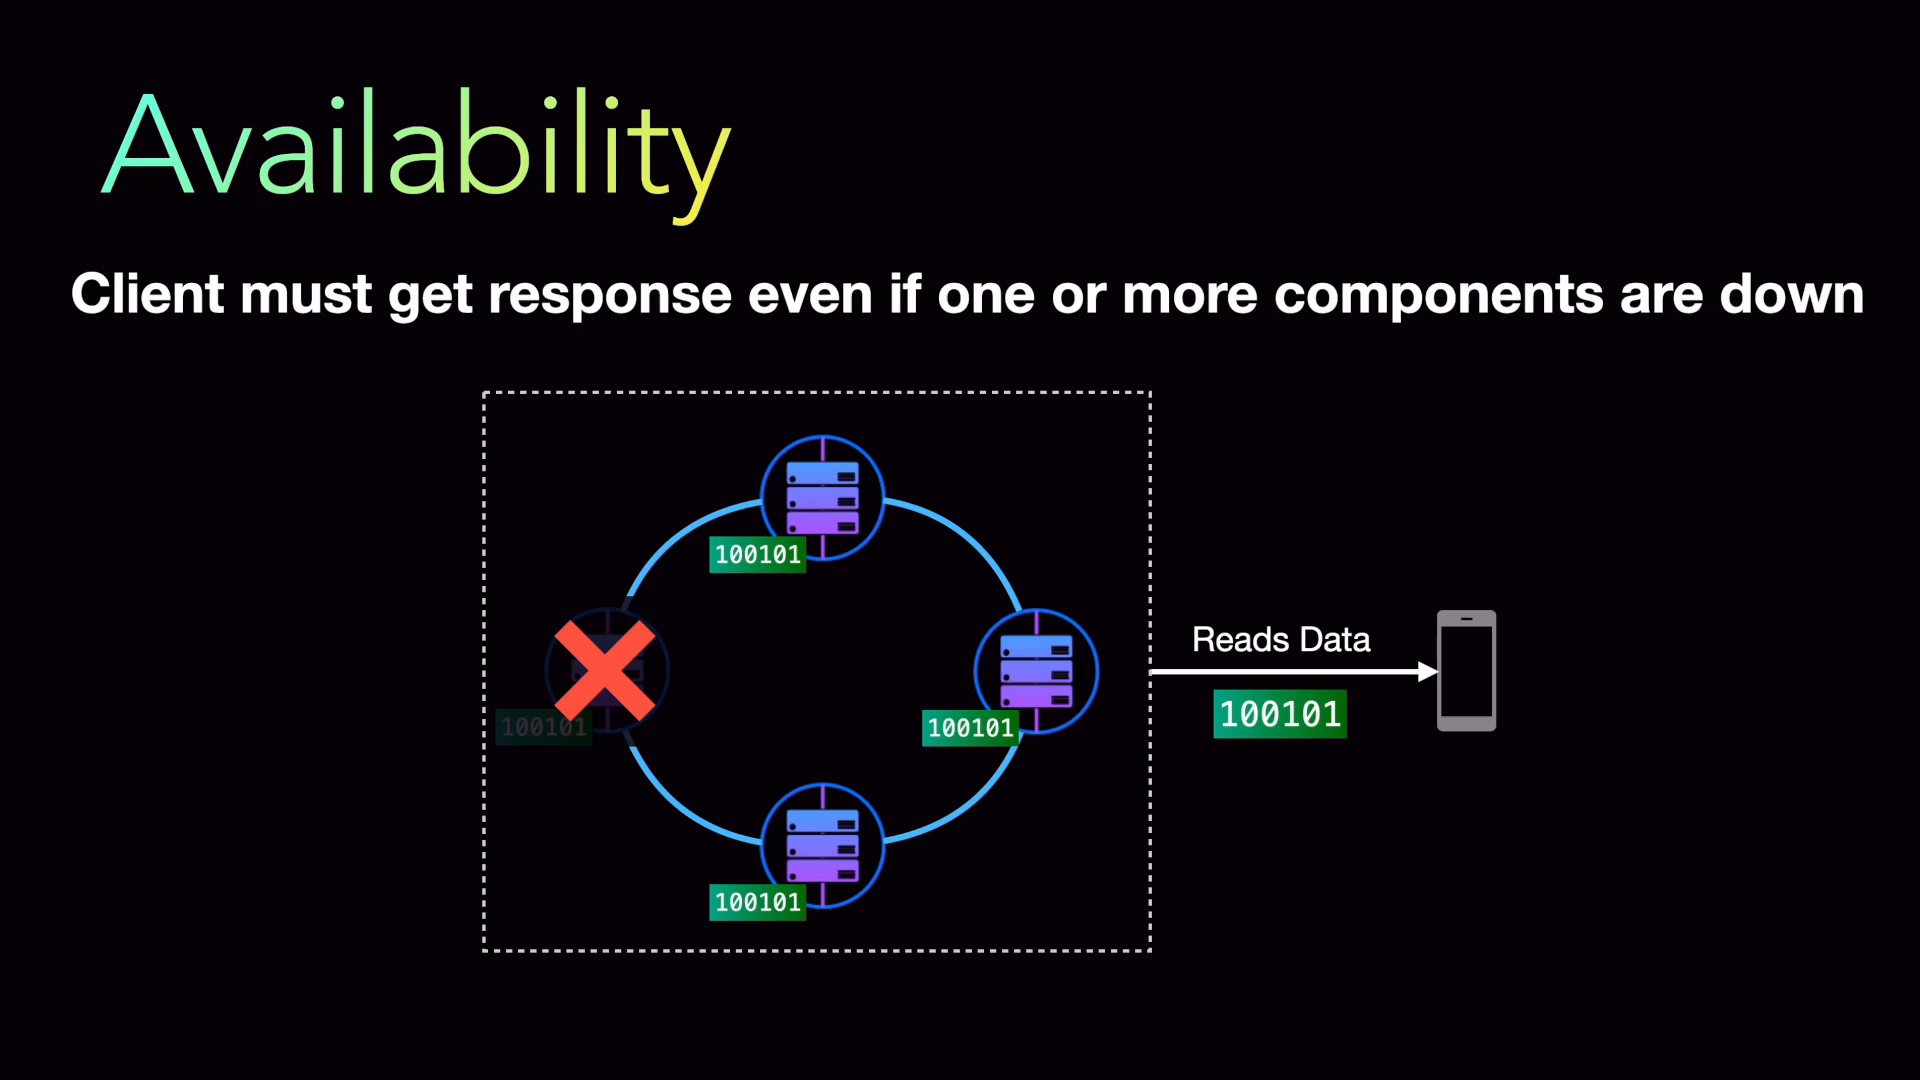 Availability
Client must get response even if one or more components are down
100101
Reads Data
100101
100101
100101
100101